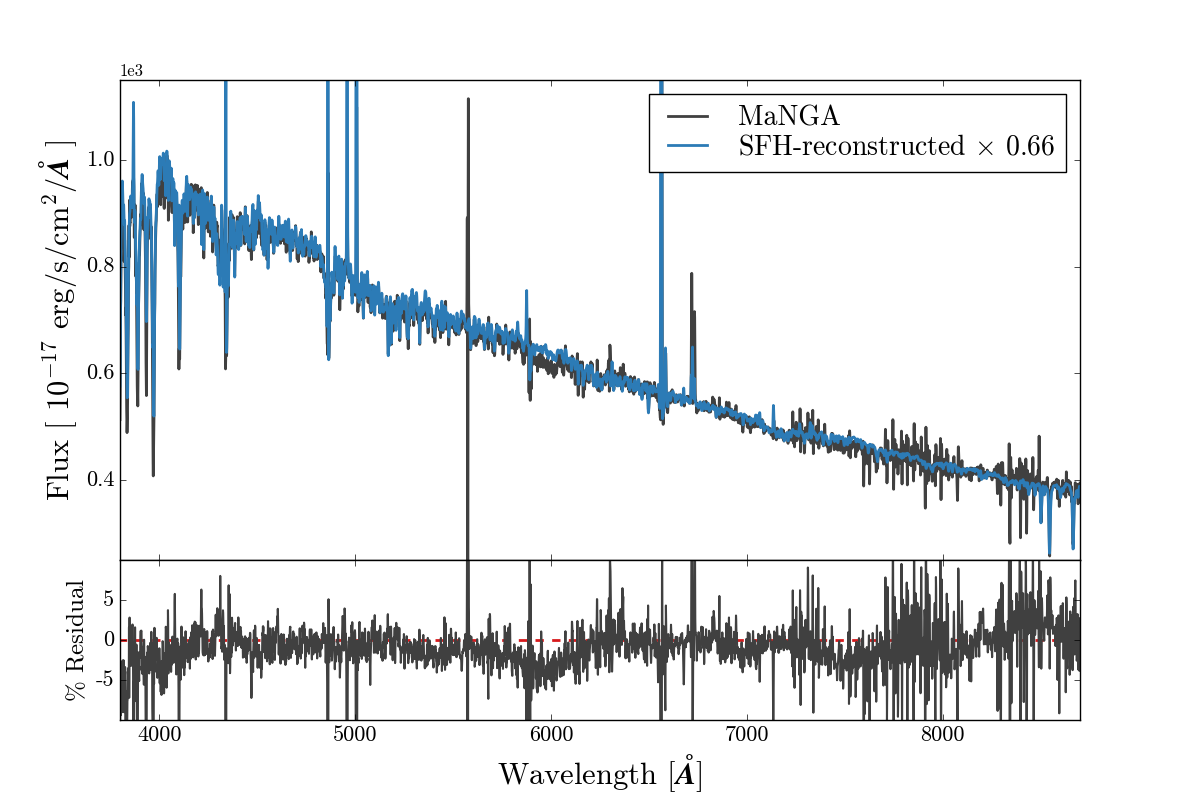 1e3
MaNGA
SFH-reconstructed × 0.66
1.0
0.8
0.6
0.4
Flux [ 10⁻¹⁷ erg/s/cm²/Å ]
5
0
-5
% Residual
4000 5000 6000 7000 8000
Wavelength [Å]